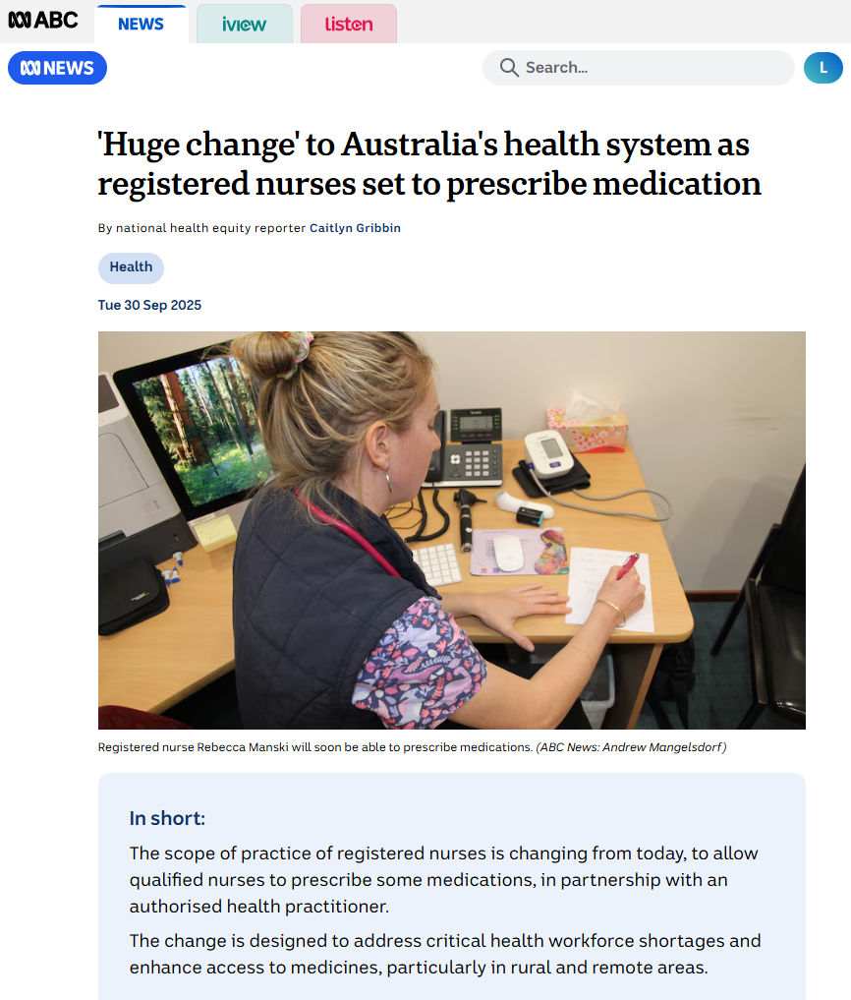 ABC
NEWS
iview
listen
NEWS
Search...
L
'Huge change' to Australia's health system as
registered nurses set to prescribe medication
By national health equity reporter Caitlyn Gribbin
Health
Tue 30 Sep 2025
Registered nurse Rebecca Manski will soon be able to prescribe medications. (ABC News: Andrew Mangelsdorf)
In short:
The scope of practice of registered nurses is changing from today, to allow
qualified nurses to prescribe some medications, in partnership with an
authorised health practitioner.
The change is designed to address critical health workforce shortages and
enhance access to medicines, particularly in rural and remote areas.